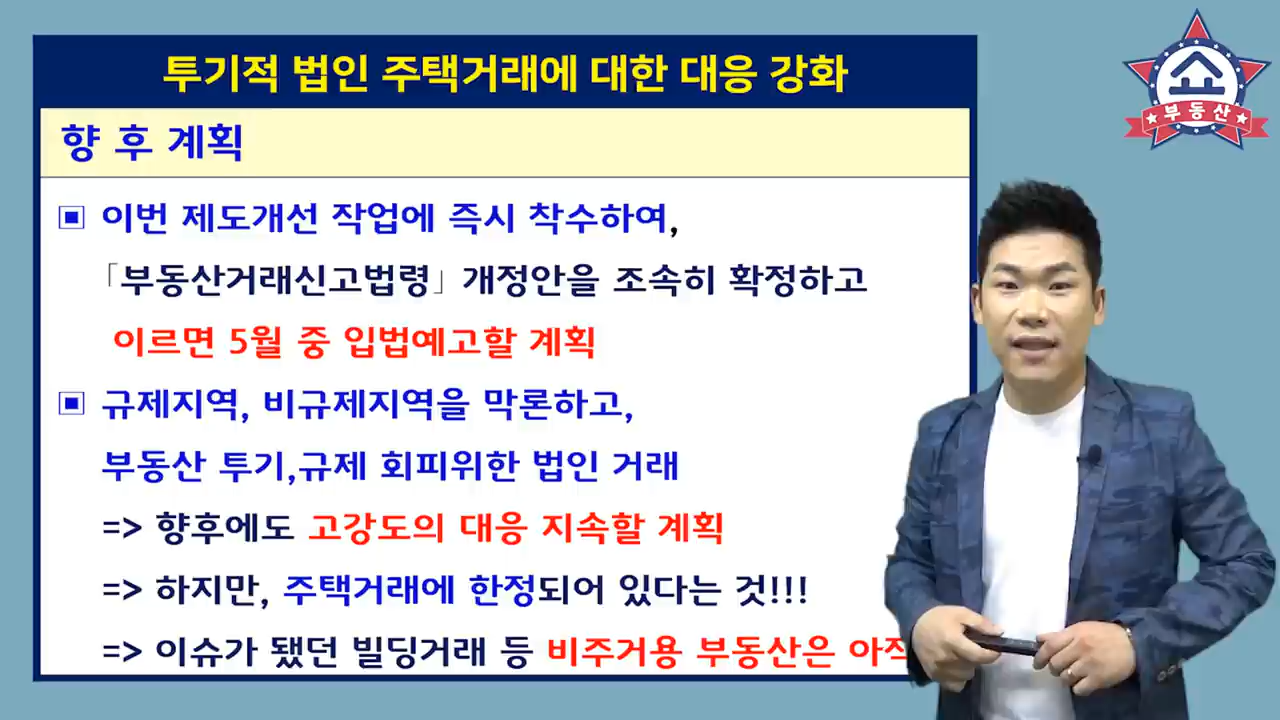 투기적 법인 주택거래에 대한 대응 강화
부동산
향 후 계획
▣ 이번 제도개선 작업에 즉시 착수하여,
「부동산거래신고법령」 개정안을 조속히 확정하고
이르면 5월 중 입법예고할 계획
▣ 규제지역, 비규제지역을 막론하고,
부동산 투기,규제 회피위한 법인 거래
=> 향후에도 고강도의 대응 지속할 계획
=> 하지만, 주택거래에 한정되어 있다는 것!!!
=> 이슈가 됐던 빌딩거래 등 비주거용 부동산은